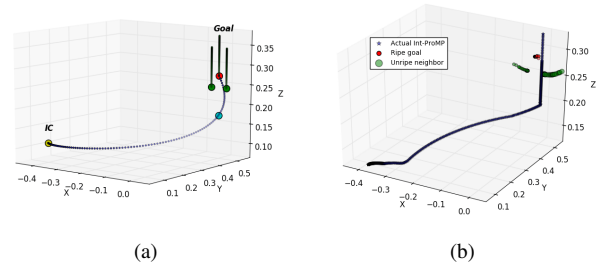 Goal
IC
0.35
0.30
0.25
0.20
0.15
0.10
Z
−0.4
−0.3
−0.2
−0.1
0.0
X
0.1
0.2
0.3
0.4
0.5
Y
(a)
Actual Int-ProMP
Ripe goal
Unripe neighbor
0.30
0.25
0.20
0.15
Z
−0.4
−0.3
−0.2
−0.1
0.0
X
0.1
0.2
0.3
0.4
0.5
Y
(b)